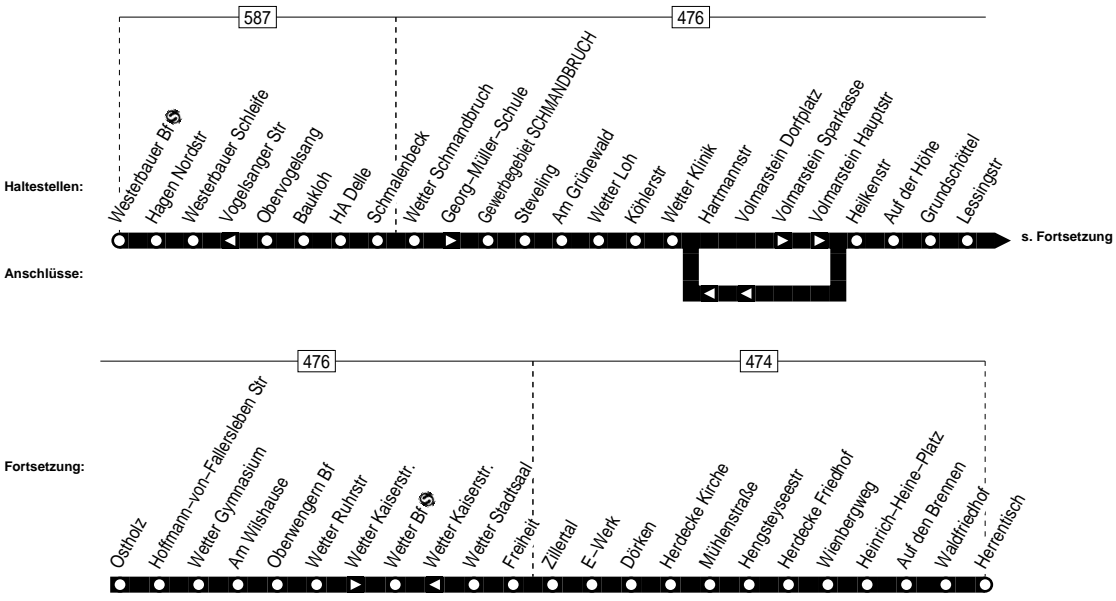 587
476
Haltestellen:
Westerbauer Bf S
Hagen Nordstr
Westerbauer Schleife
Vogelsanger Str
Obervogelsang
Baukloh
HA Delle
Schmalenbeck
Wetter Schmandbruch
Georg-Müller-Schule
Gewerbegebiet SCHMANDBRUCH
Steveling
Am Grünewald
Wetter Loh
Köhlerstr
Wetter Klinik
Hartmannstr
Volmarstein Dorfplatz
Volmarstein Sparkasse
Volmarstein Hauptstr
Heilkenstr
Auf der Höhe
Grundschöttel
Lessingstr
s. Fortsetzung
Anschlüsse:
476
474
Fortsetzung:
Ostholz
Hoffmann-von-Fallersleben Str
Wetter Gymnasium
Am Wilshause
Oberwengern Bf
Wetter Ruhrstr
Wetter Kaiserstr.
Wetter Bf S
Wetter Kaiserstr.
Wetter Stadtsaal
Freiheit
Zillertal
E-Werk
Dörken
Herdecke Kirche
Mühlenstraße
Hengsteyseestr
Herdecke Friedhof
Wienbergweg
Heinrich-Heine-Platz
Auf den Brennen
Waldfriedhof
Herrentisch